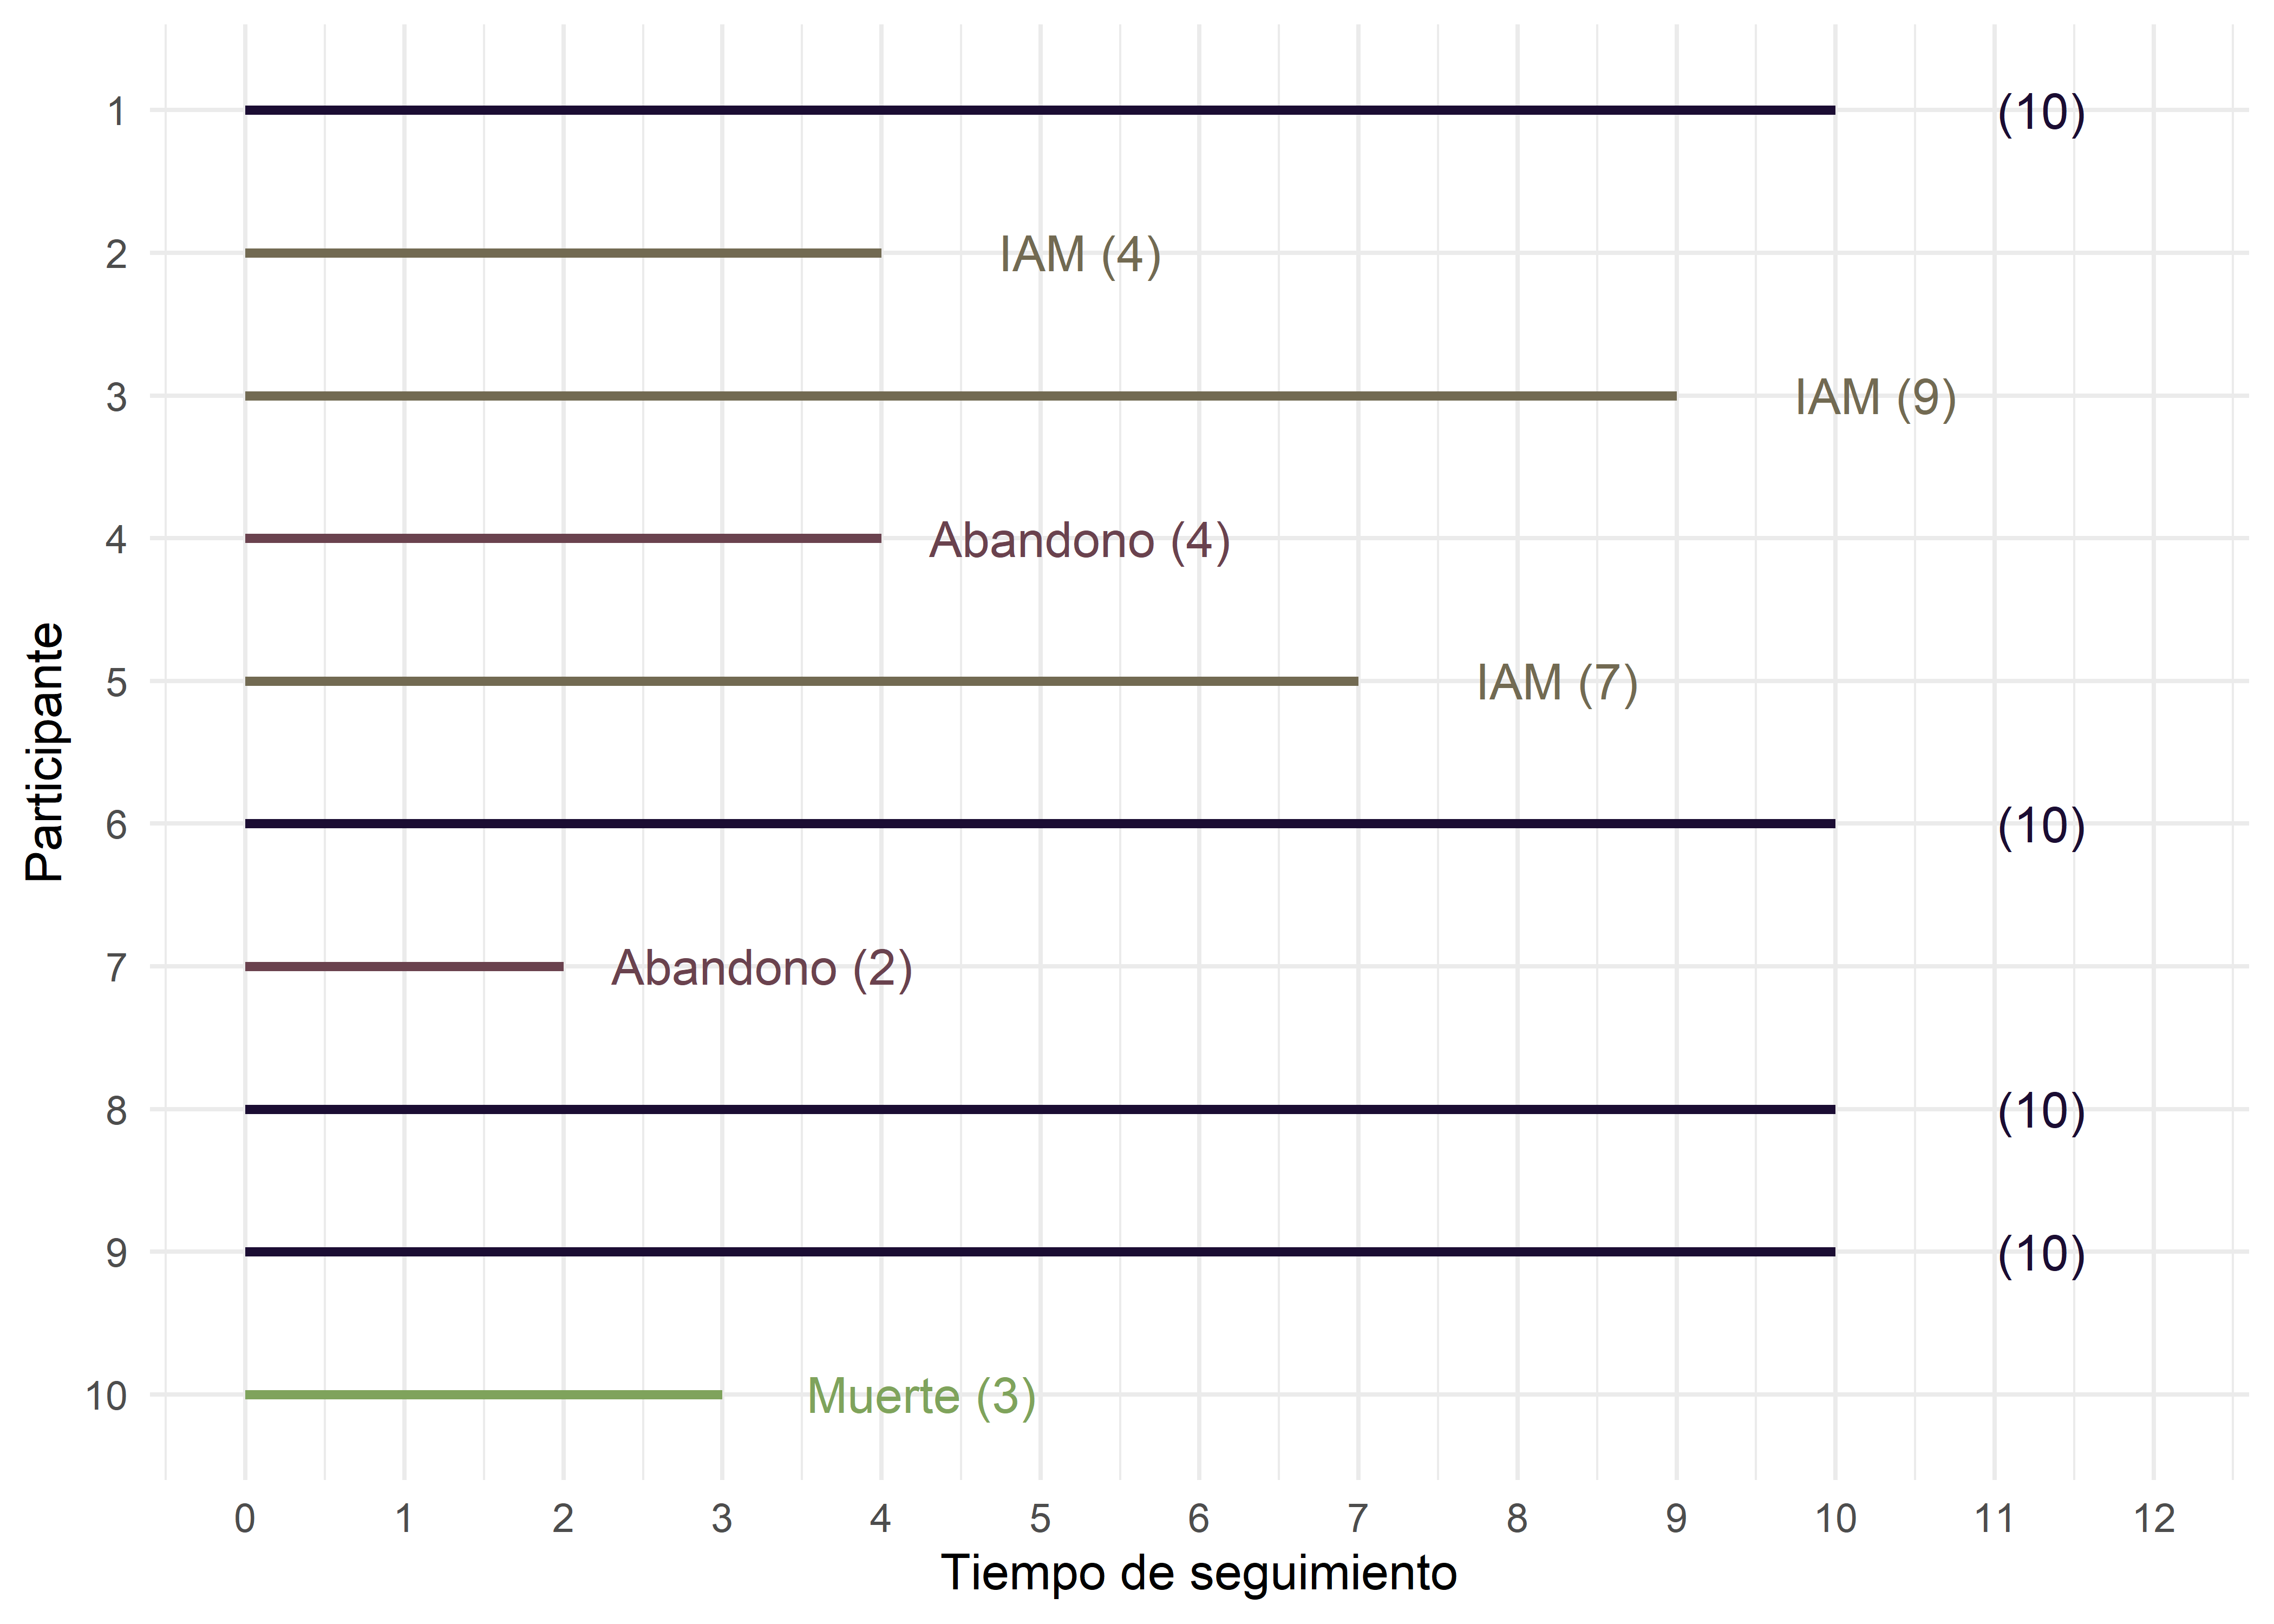 Participante
1 (10)
2 IAM (4)
3 IAM (9)
4 Abandono (4)
5 IAM (7)
6 (10)
7 Abandono (2)
8 (10)
9 (10)
10 Muerte (3)
0 1 2 3 4 5 6 7 8 9 10 11 12
Tiempo de seguimiento